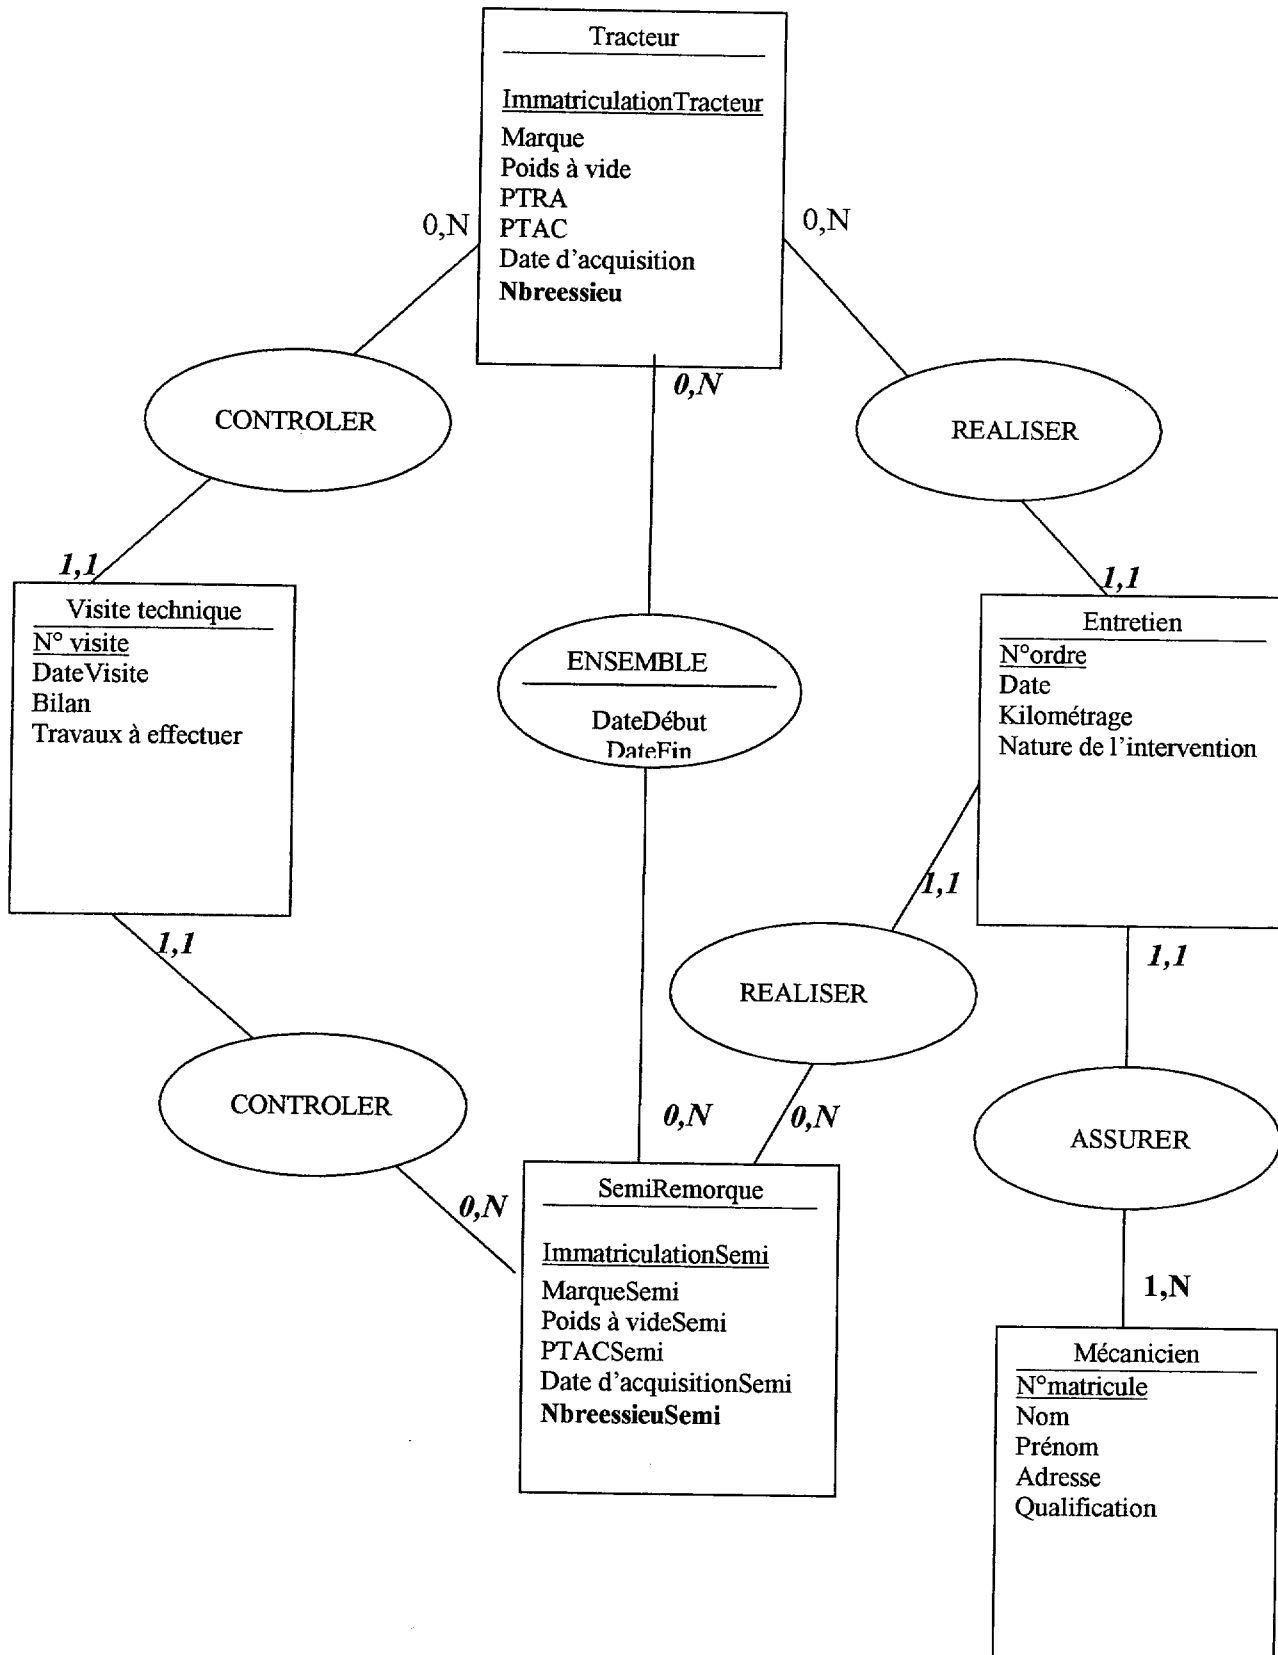 Tracteur
ImmatriculationTracteur
Marque
Poids à vide
PTRA
PTAC
Date d'acquisition
Nbreessieu
0,N
0,N
0,N
CONTROLER
REALISER
1,1
1,1
Visite technique
N° visite
DateVisite
Bilan
Travaux à effectuer
ENSEMBLE
DateDébut
DateFin
Entretien
N°ordre
Date
Kilométrage
Nature de l'intervention
1,1
1,1
1,1
REALISER
CONTROLER
0,N
0,N
0,N
ASSURER
SemiRemorque
ImmatriculationSemi
MarqueSemi
Poids à videSemi
PTACSemi
Date d'acquisitionSemi
NbreessieuSemi
1,N
Mécanicien
N°matricule
Nom
Prénom
Adresse
Qualification